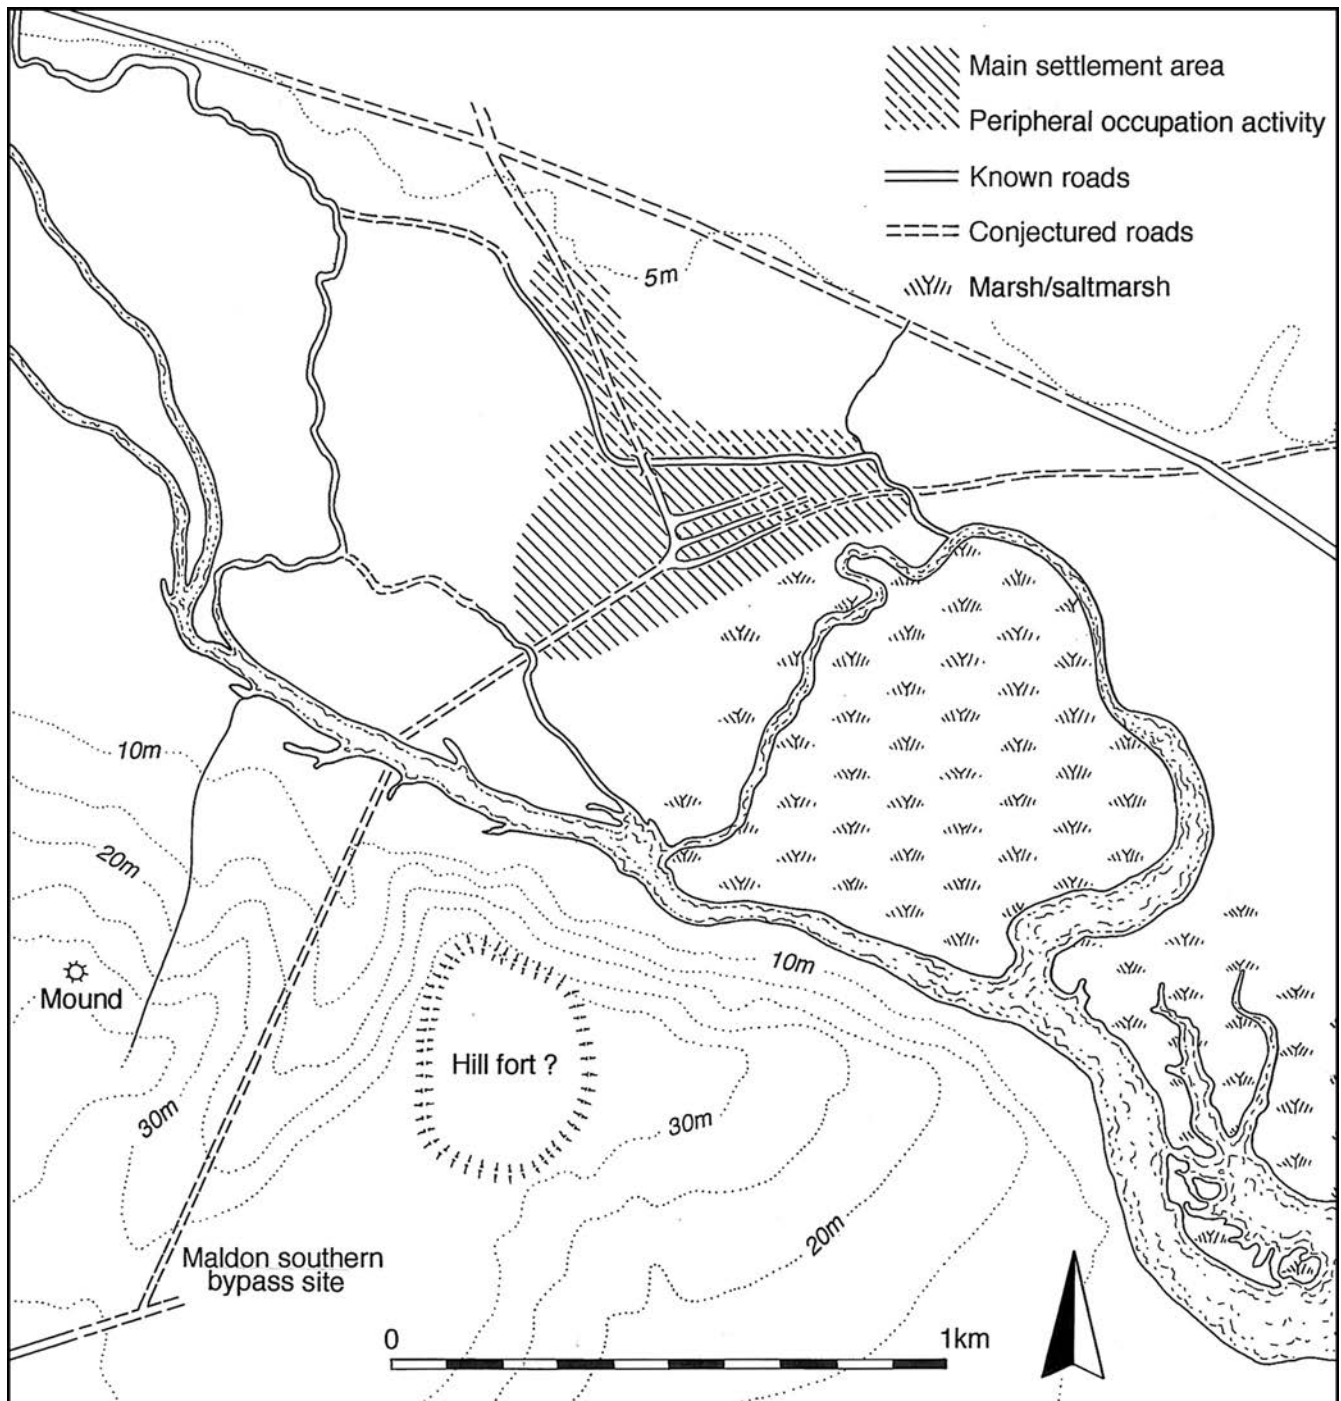 Main settlement area
Peripheral occupation activity
Known roads
Conjectured roads
Marsh/saltmarsh
5m
10m
20m
Mound
30m
Hill fort ?
10m
30m
20m
Maldon southern
bypass site
0
1km